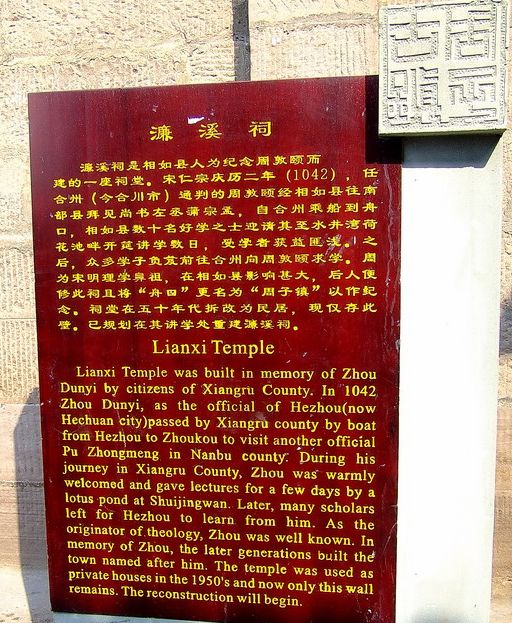 濂溪祠
濂溪祠是相如县人为纪念周敦颐而
建的一座祠堂。宋仁宗庆历二年（1042），任
合州（今合川市）通判的周敦颐经相如县往南
部县拜见尚书左丞蒲宗孟，自合州乘船到舟
口，相如县数十名好学之士迎请其至水井湾荷
花池畔开筵讲学数日，受学者获益匪浅。之
后，众多学子负笈前往合州向周敦颐求学。周
为宋明理学鼻祖，在相如县影响甚大，后人便
修此祠且将“舟口”更名为“周子镇”以作纪
念。祠堂在五十年代拆改为民居，现仅存此
壁。已规划在其讲学处重建濂溪祠。
Lianxi Temple
Lianxi Temple was built in memory of Zhou
Dunyi by citizens of Xiangru County. In 1042
Zhou Dunyi, as the official of Hezhou(now
Hechuan city)passed by Xiangru county by boat
from Hezhou to Zhoukou to visit another official
Pu Zhongmeng in Nanbu county. During his
journey in Xiangru County, Zhou was warmly
welcomed and gave lectures for a few days by a
lotus pond at Shuijingwan. Later, many scholars
left for Hezhou to learn from him. As the
originator of theology, Zhou was well known. In
memory of Zhou, the later generations built the
town named after him. The temple was used as
private houses in the 1950's and now only this wall
remains. The reconstruction will begin.